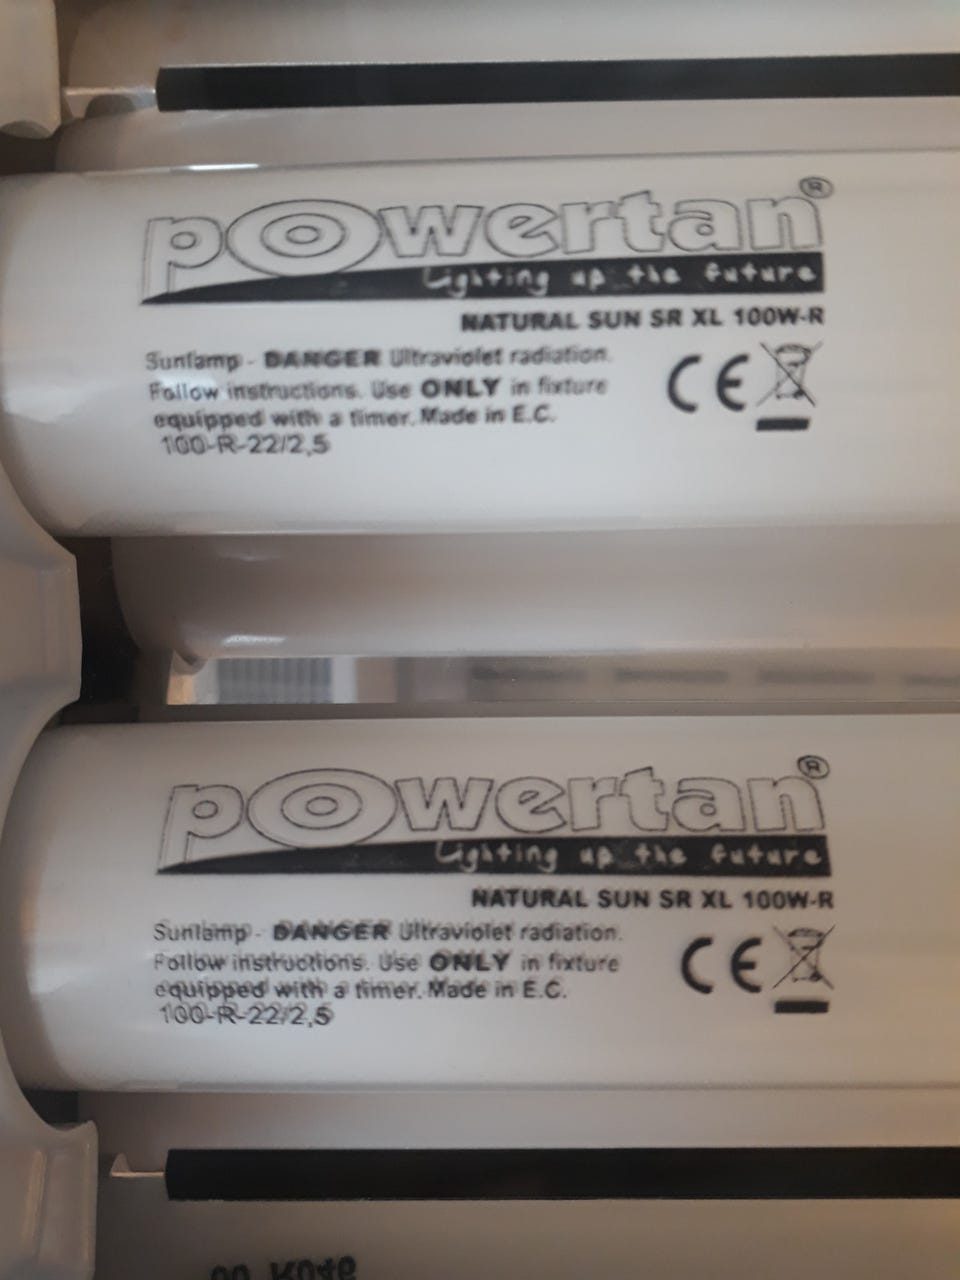 powertan®
Lighting up the future
NATURAL SUN SR XL 100W-R
Sunlamp - DANGER Ultraviolet radiation.
Follow instructions. Use ONLY in fixture
equipped with a timer. Made in E.C.
100-R-22/2,5
CE
powertan®
Lighting up the future
NATURAL SUN SR XL 100W-R
Sunlamp - DANGER Ultraviolet radiation.
Follow instructions. Use ONLY in fixture
equipped with a timer. Made in E.C.
100-R-22/2,5
CE